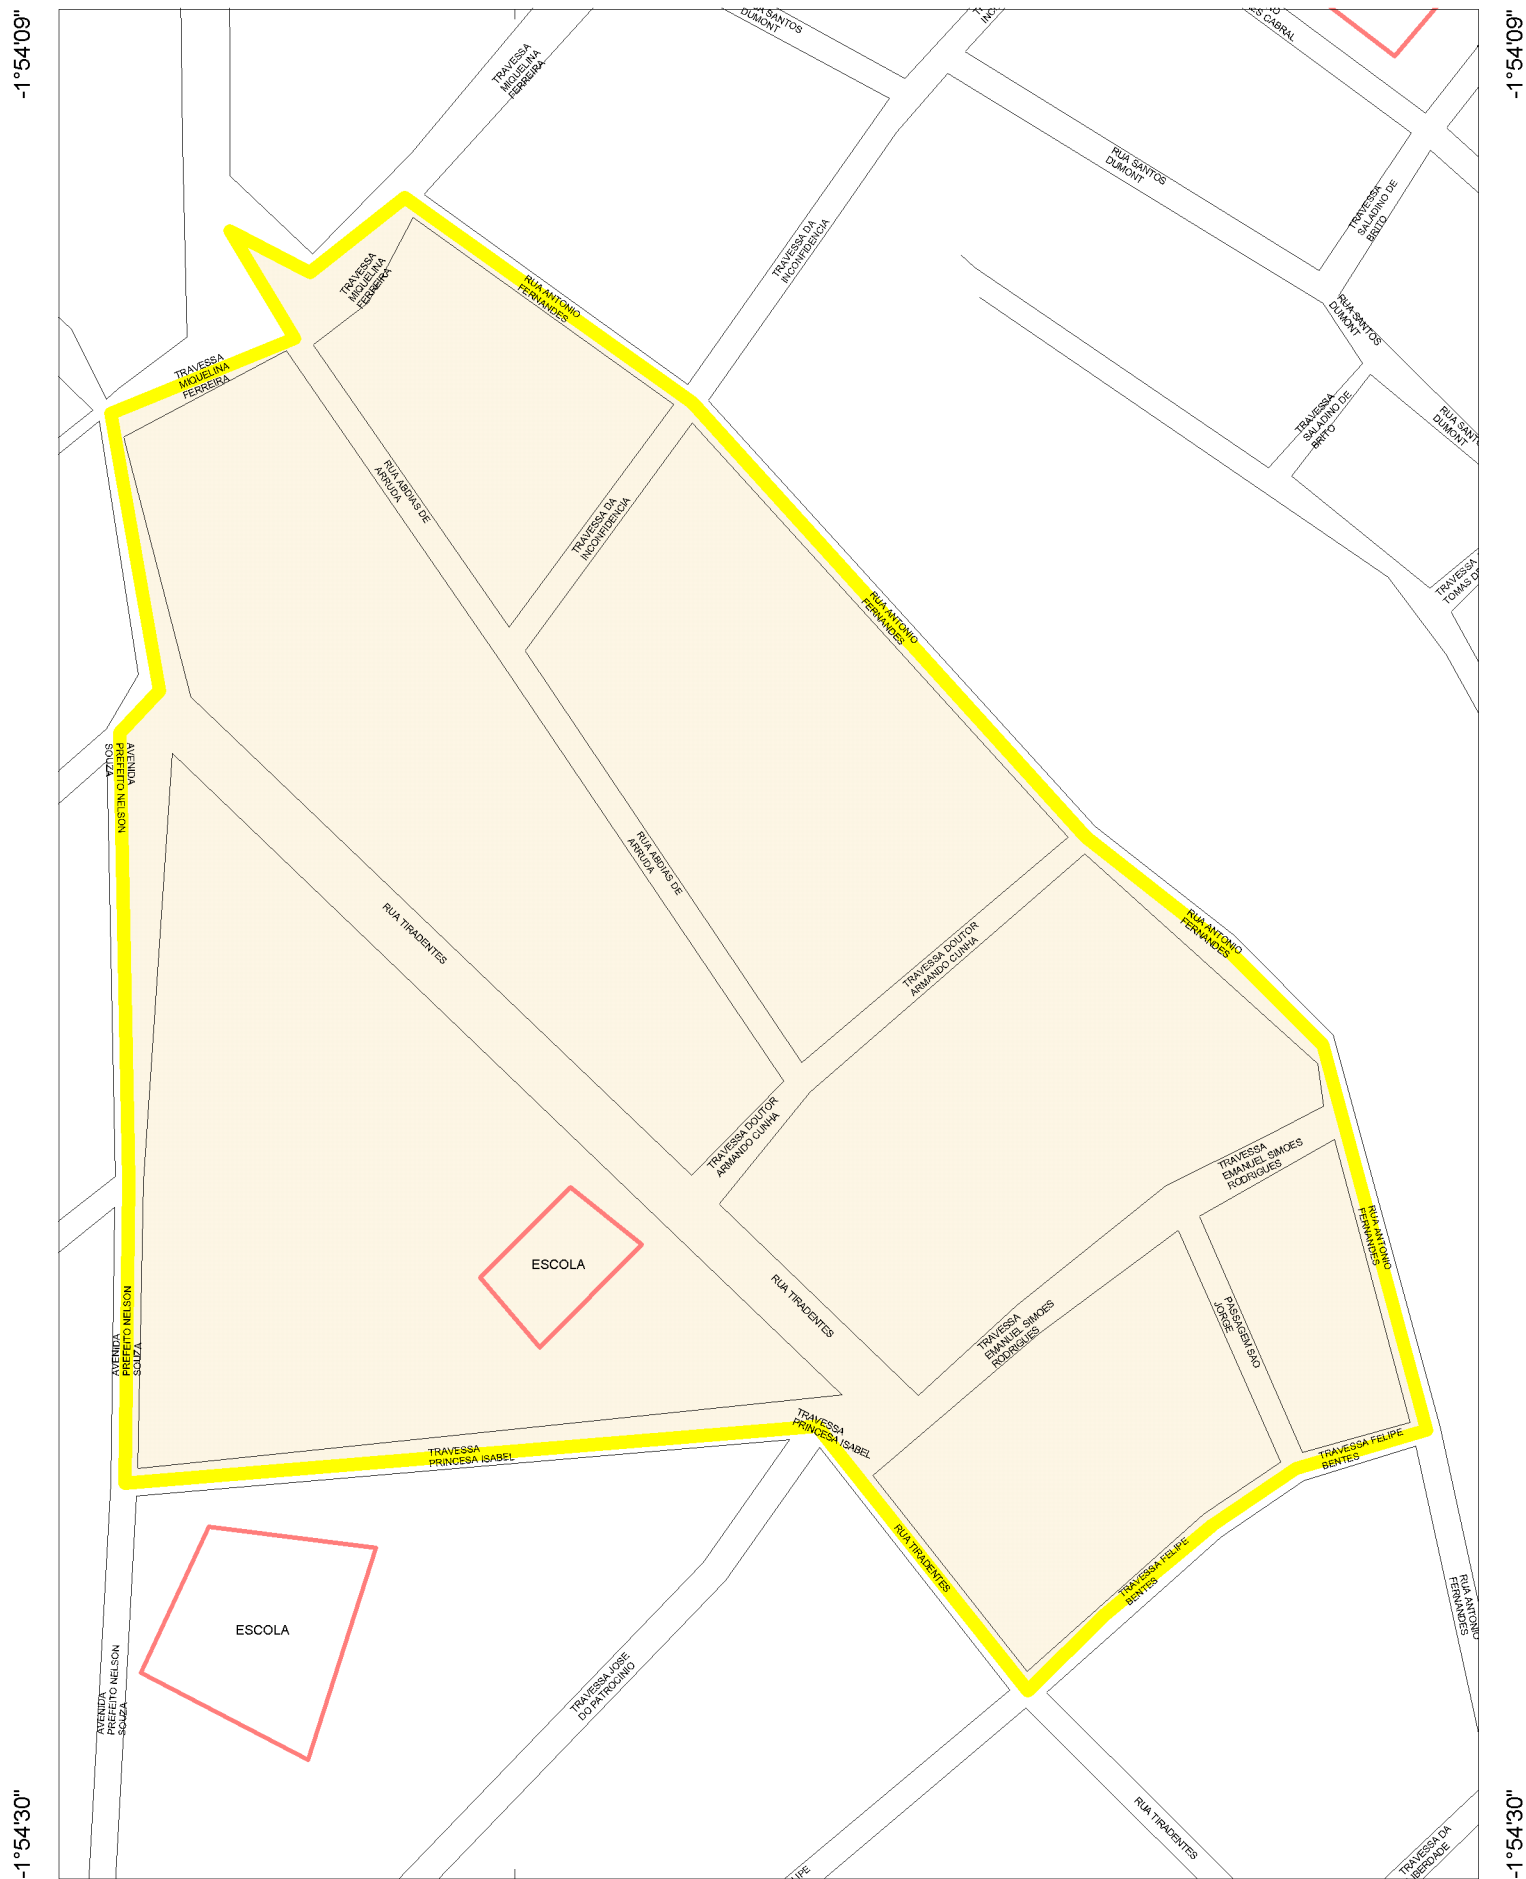 -1°54'09"
-1°54'09"
TRAVESSA
MIQUELINA
FERREIRA
SANTOS
DUMONT
CABRAL
RUA SANTOS
DUMONT
TRAVESSA
SALADINO DE
BRITO
TRAVESSA DA
INCONFIDENCIA
TRAVESSA
MIQUELINA
FERREIRA
RUA ANTONIO
FERNANDES
RUA SANTOS
DUMONT
TRAVESSA
MIQUELINA
FERREIRA
TRAVESSA
SALADINO DE
BRITO
RUA
DUMONT
RUA ABDIAS DE
ARRUDA
TRAVESSA DA
INCONFIDENCIA
TRAVESSA
TOMAS
RUA ANTONIO
FERNANDES
AVENIDA
PREFEITO NELSON
SOUZA
RUA ABDIAS DE
ARRUDA
RUA TIRADENTES
RUA ANTONIO
FERNANDES
TRAVESSA DOUTOR
ARMANDO CUNHA
TRAVESSA DOUTOR
ARMANDO CUNHA
TRAVESSA
EMANUEL SIMOES
RODRIGUES
RUA ANTONIO
FERNANDES
ESCOLA
RUA TIRADENTES
TRAVESSA
EMANUEL SIMOES
RODRIGUES
PASSAGEM SAO
JORGE
AVENIDA
PREFEITO NELSON
SOUZA
TRAVESSA
PRINCESA ISABEL
TRAVESSA
PRINCESA ISABEL
TRAVESSA FELIPE
BENTES
RUA TIRADENTES
TRAVESSA FELIPE
BENTES
RUA ANTONIO
FERNANDES
ESCOLA
AVENIDA
PREFEITO NELSON
SOUZA
TRAVESSA JOSE
DO PATROCINIO
RUA TIRADENTES
TRAVESSA DA
-1°54'30"
-1°54'30"